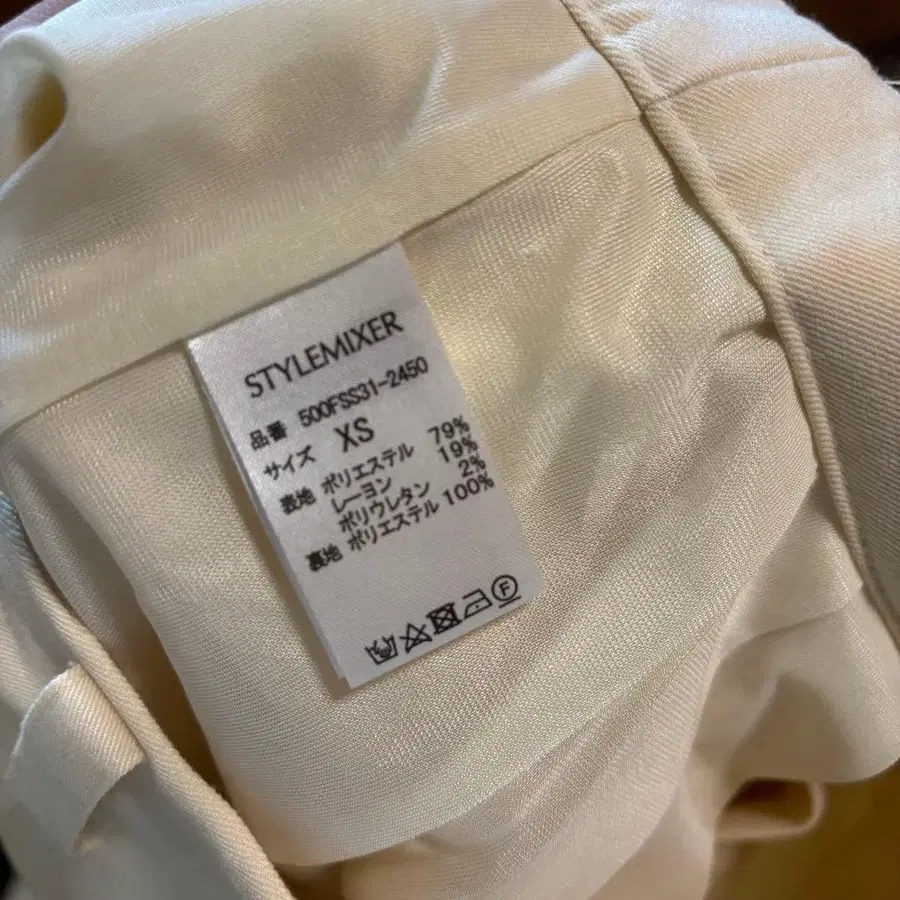 STYLEMIXER
品番 500FSS31-2450
サイズ XS
表地 ポリエステル 79%
レーヨン 19%
ポリウレタン 2%
裏地 ポリエステル 100%
F